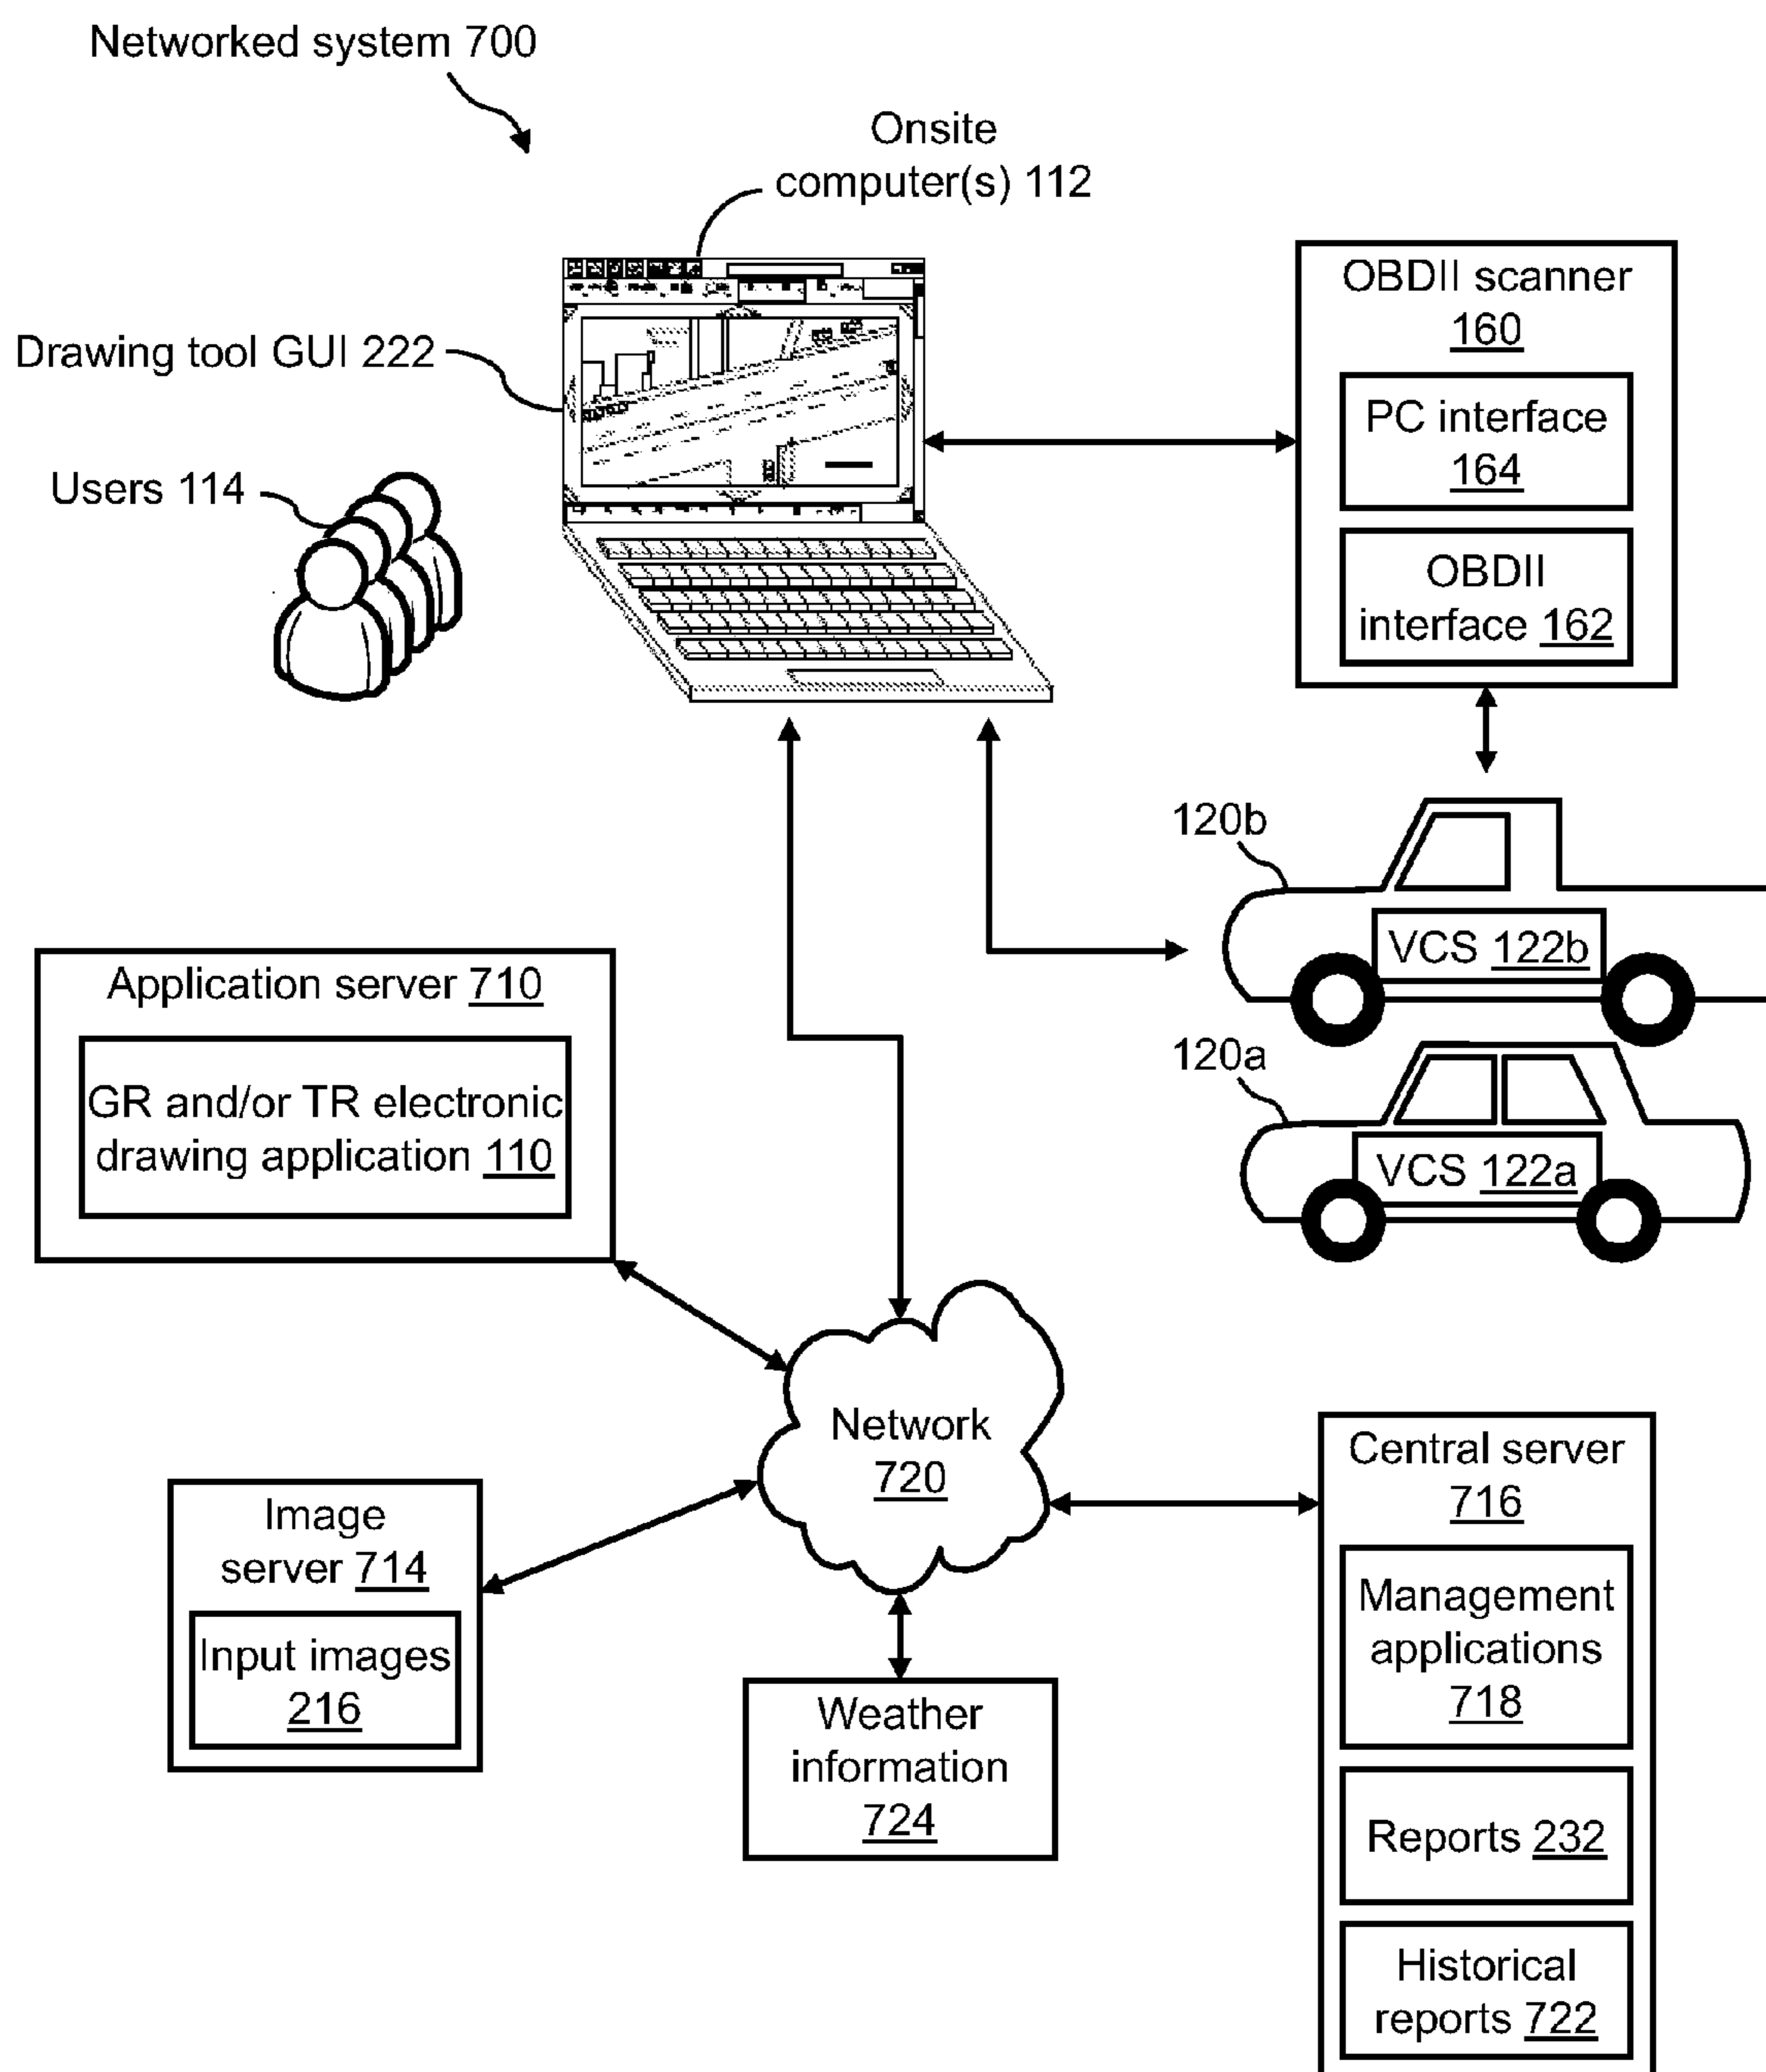 Networked system 700
Onsite
computer(s) 112
Drawing tool GUI 222
Users 114
OBDII scanner
160
PC interface
164
OBDII
interface 162
120b
VCS 122b
120a
VCS 122a
Application server 710
GR and/or TR electronic
drawing application 110
Network
720
Image
server 714
Input images
216
Weather
information
724
Central server
716
Management
applications
718
Reports 232
Historical
reports 722